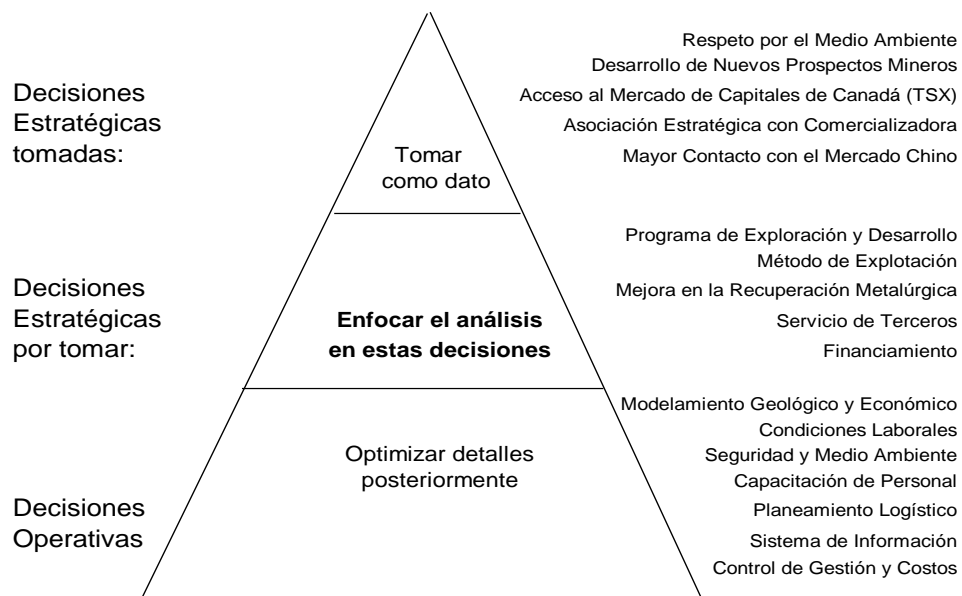 Decisiones
Estratégicas
tomadas:
Tomar
como dato
Respeto por el Medio Ambiente
Desarrollo de Nuevos Prospectos Mineros
Acceso al Mercado de Capitales de Canadá (TSX)
Asociación Estratégica con Comercializadora
Mayor Contacto con el Mercado Chino
Decisiones
Estratégicas
por tomar:
Enfocar el análisis
en estas decisiones
Programa de Exploración y Desarrollo
Método de Explotación
Mejora en la Recuperación Metalúrgica
Servicio de Terceros
Financiamiento
Decisiones
Operativas
Optimizar detalles
posteriormente
Modelamiento Geológico y Económico
Condiciones Laborales
Seguridad y Medio Ambiente
Capacitación de Personal
Planeamiento Logístico
Sistema de Información
Control de Gestión y Costos